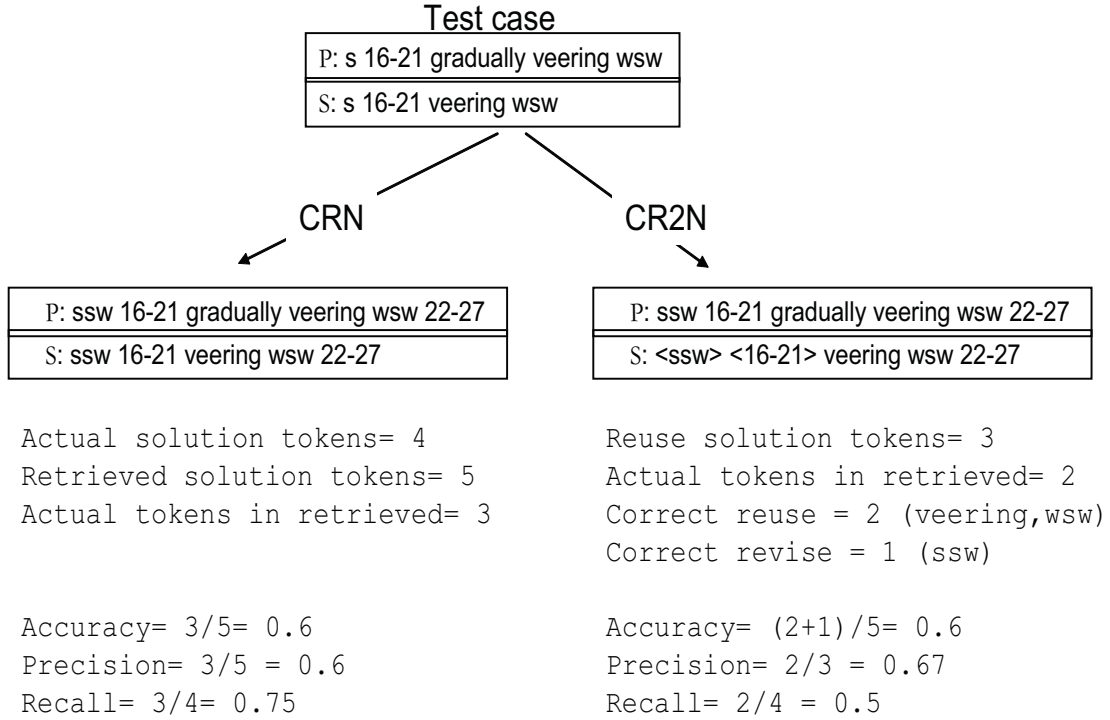 Test case
P: s 16-21 gradually veering wsw
S: s 16-21 veering wsw
CRN
CR2N
P: ssw 16-21 gradually veering wsw 22-27
S: ssw 16-21 veering wsw 22-27
P: ssw 16-21 gradually veering wsw 22-27
S: <ssw> <16-21> veering wsw 22-27
Actual solution tokens= 4
Retrieved solution tokens= 5
Actual tokens in retrieved= 3
Accuracy= 3/5= 0.6
Precision= 3/5 = 0.6
Recall= 3/4= 0.75
Reuse solution tokens= 3
Actual tokens in retrieved= 2
Correct reuse = 2 (veering,wsw)
Correct revise = 1 (ssw)
Accuracy= (2+1)/5= 0.6
Precision= 2/3 = 0.67
Recall= 2/4 = 0.5